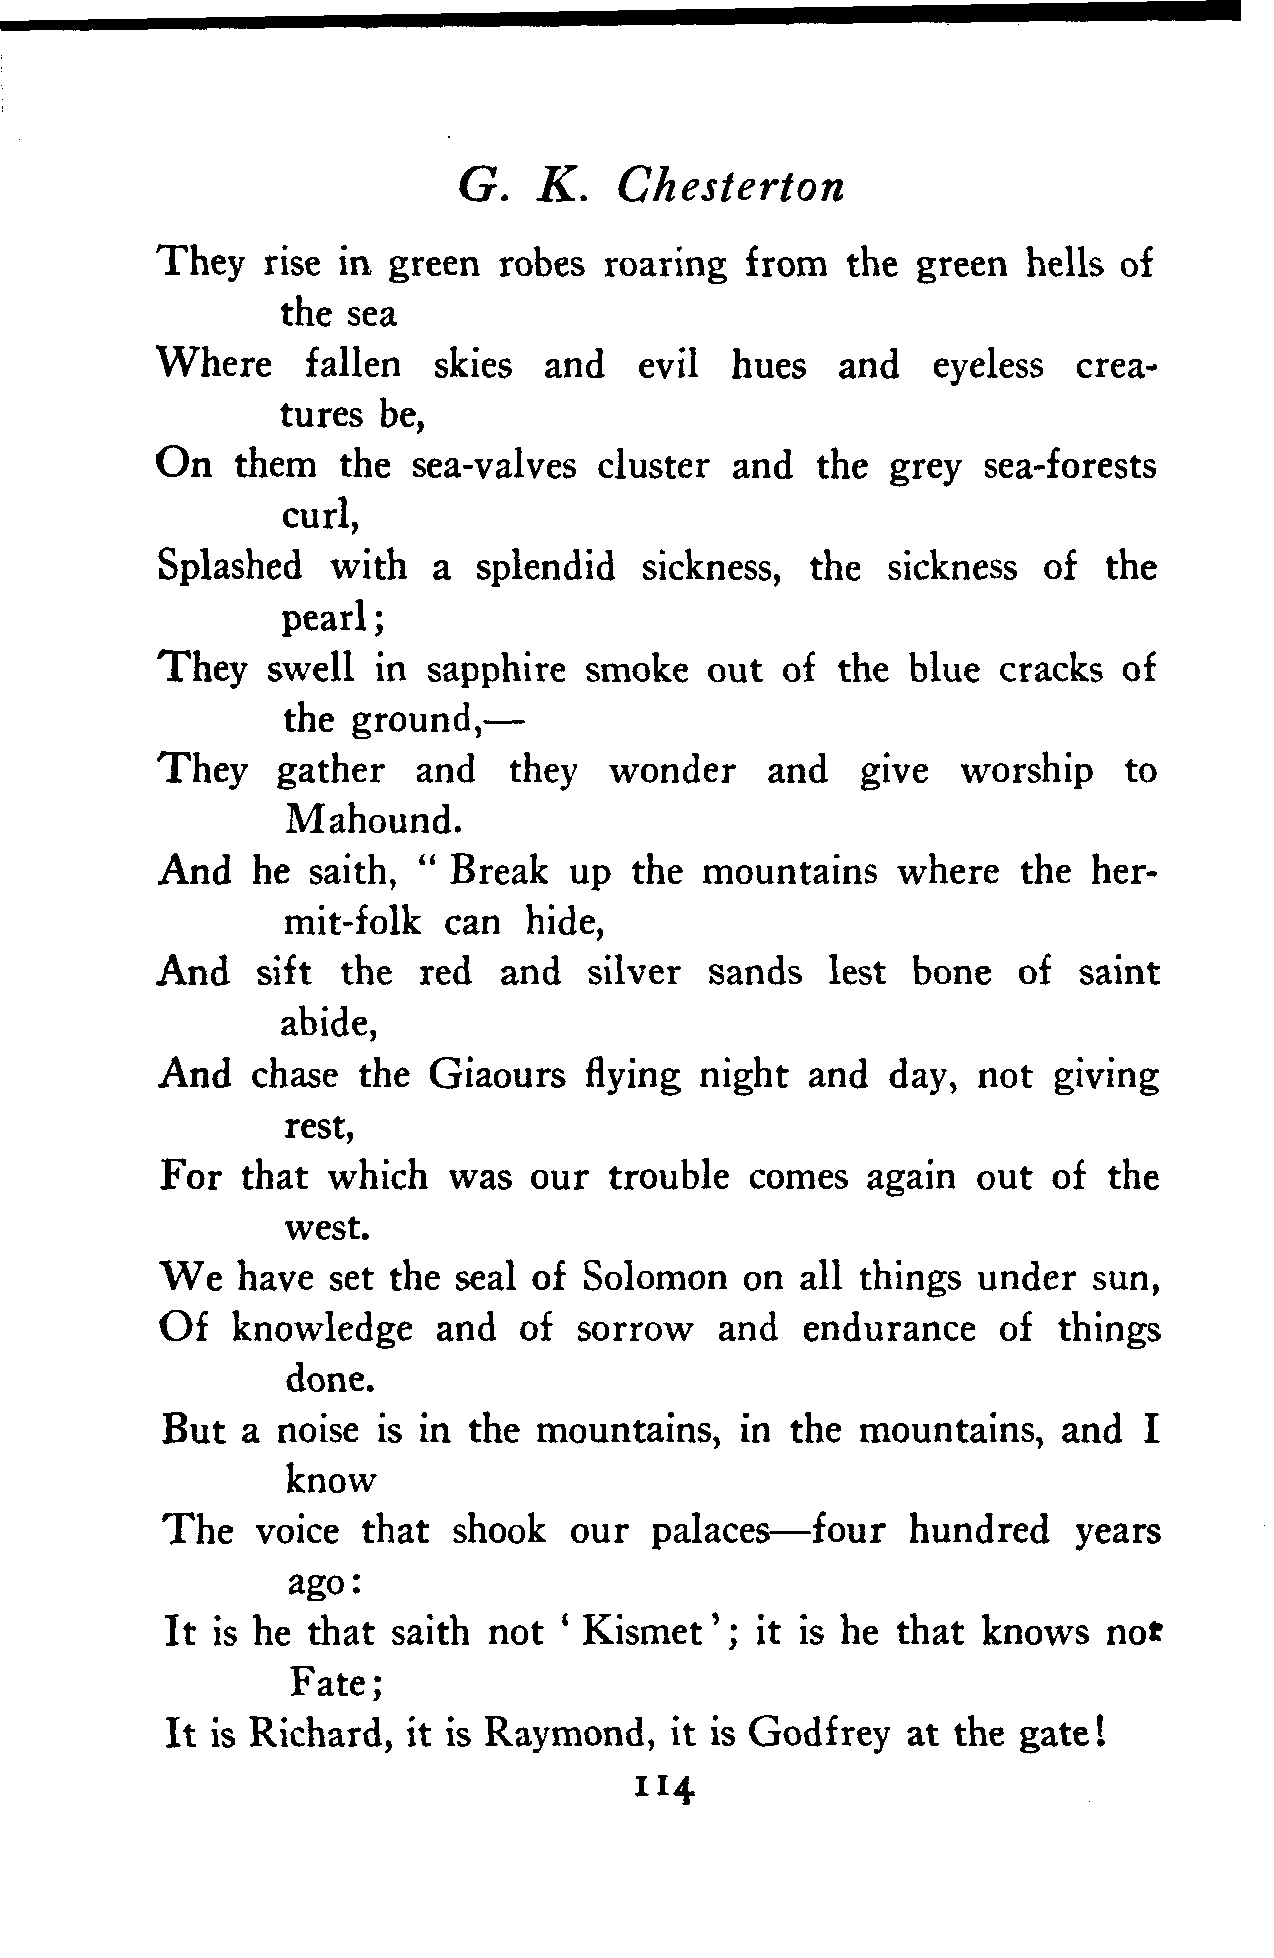 G. K. Chesterton
They rise in green robes roaring from the green hells of
the sea
Where fallen skies and evil hues and eyeless crea-
tures be,
On them the sea-valves cluster and the grey sea-forests
curl,
Splashed with a splendid sickness, the sickness of the
pearl;
They swell in sapphire smoke out of the blue cracks of
the ground,—
They gather and they wonder and give worship to
Mahound.
And he saith, “ Break up the mountains where the her-
mit-folk can hide,
And sift the red and silver sands lest bone of saint
abide,
And chase the Giaours flying night and day, not giving
rest,
For that which was our trouble comes again out of the
west.
We have set the seal of Solomon on all things under sun,
Of knowledge and of sorrow and endurance of things
done.
But a noise is in the mountains, in the mountains, and I
know
The voice that shook our palaces—four hundred years
ago:
It is he that saith not ‘ Kismet’; it is he that knows not
Fate;
It is Richard, it is Raymond, it is Godfrey at the gate!
114